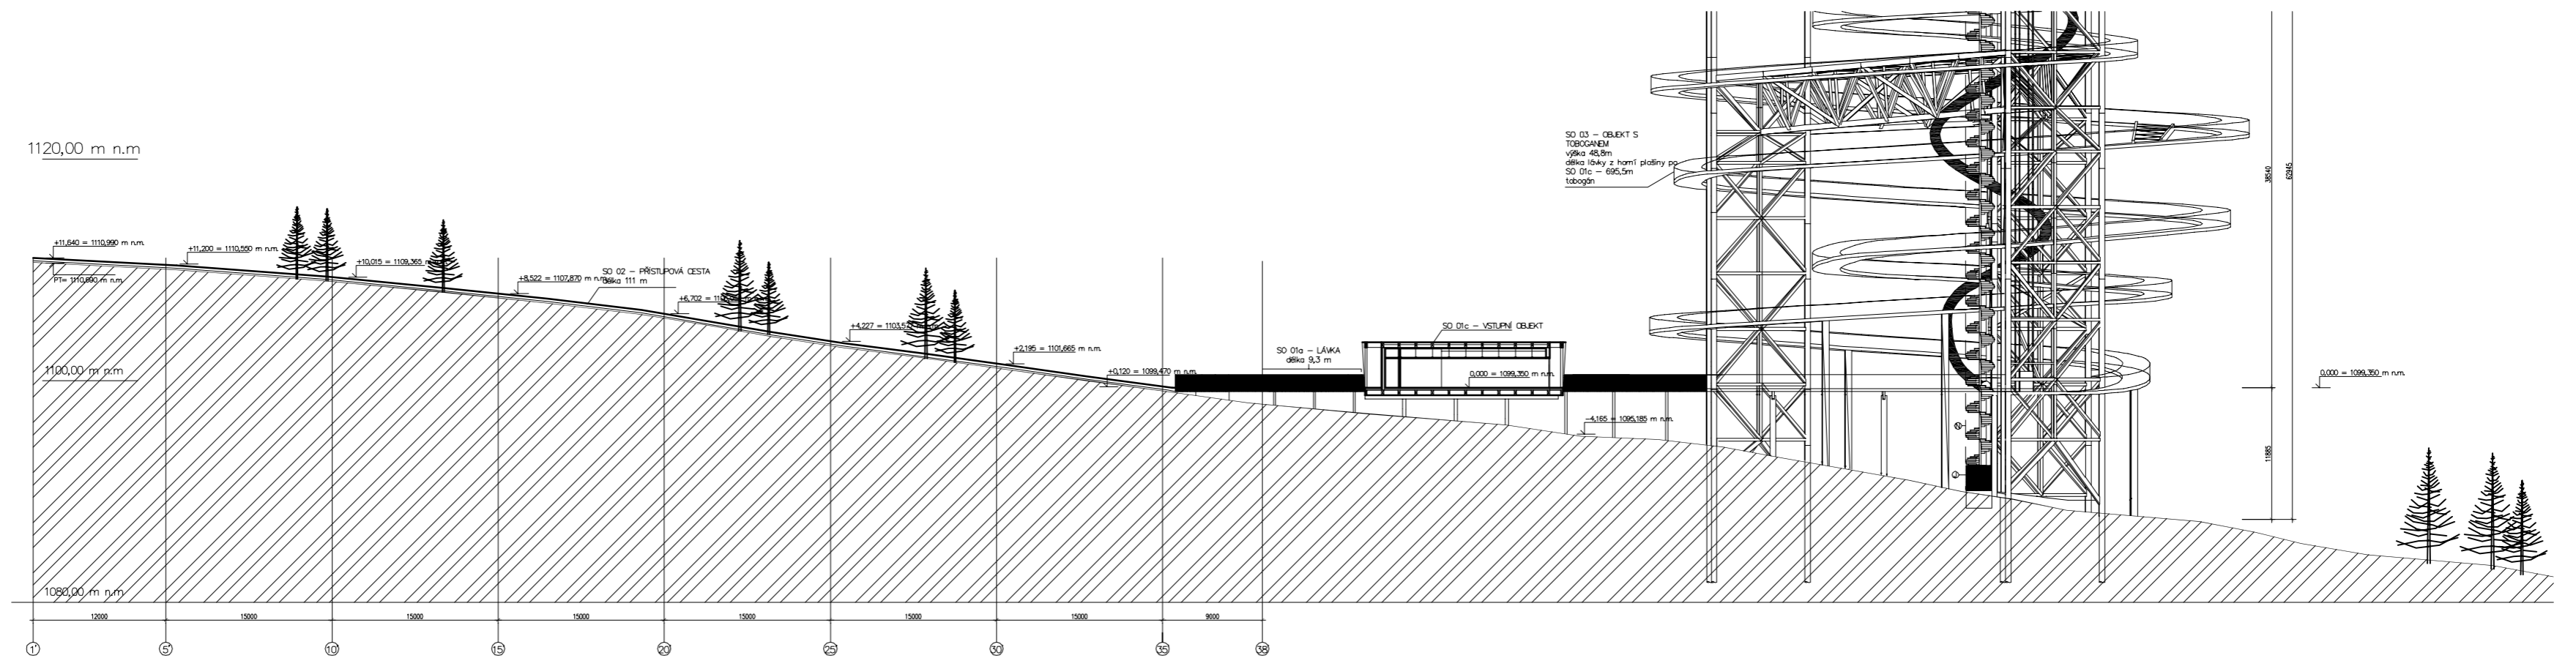 1120,00 m n.m
+11,640 = 1110,990 m n.m.
PT= 1110,890 m n.m.
+11,200 = 1110,550 m n.m.
+10,015 = 1109,365 m n.m.
+8,522 = 1107,870 m n.m.
SO 02 – PŘÍSTUPOVÁ CESTA
délka 111 m
+6,702 =
+4,227 =
+2,195 = 1101,665 m n.m.
1100,00 m n.m
+0,120 = 1099,470 m n.m.
SO 01a – LÁVKA
délka 9,3 m
SO 01c – VSTUPNÍ OBJEKT
0,000 = 1099,350 m n.m.
–4,165 = 1095,185 m n.m.
SO 03 – OBJEKT S
TOBOGANEM
výška 48,8m
délka lávky z horní plošiny po
SO 01c – 695,5m
tobogán
38540
62945
0,000 = 1099,350 m n.m.
11885
1080,00 m n.m
12000 15000 15000 15000 15000 15000 15000 9000
1' 5' 10' 15 20 25 30 35 38